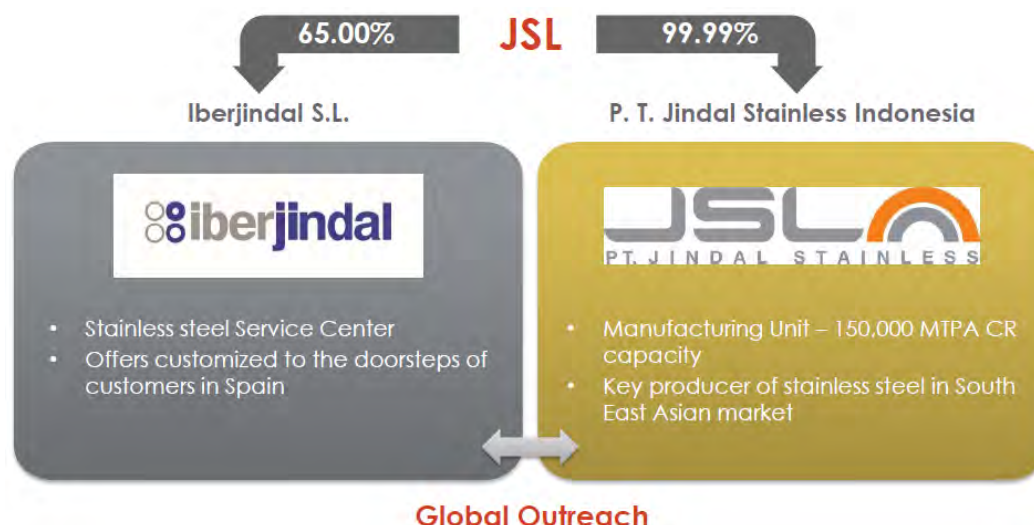 65.00%
JSL
99.99%
Iberjindal S.L.
P. T. Jindal Stainless Indonesia
iberjindal
JSL
PT. JINDAL STAINLESS
• Stainless steel Service Center
• Offers customized to the doorsteps of
customers in Spain
• Manufacturing Unit – 150,000 MTPA CR
capacity
• Key producer of stainless steel in South
East Asian market
Global Outreach